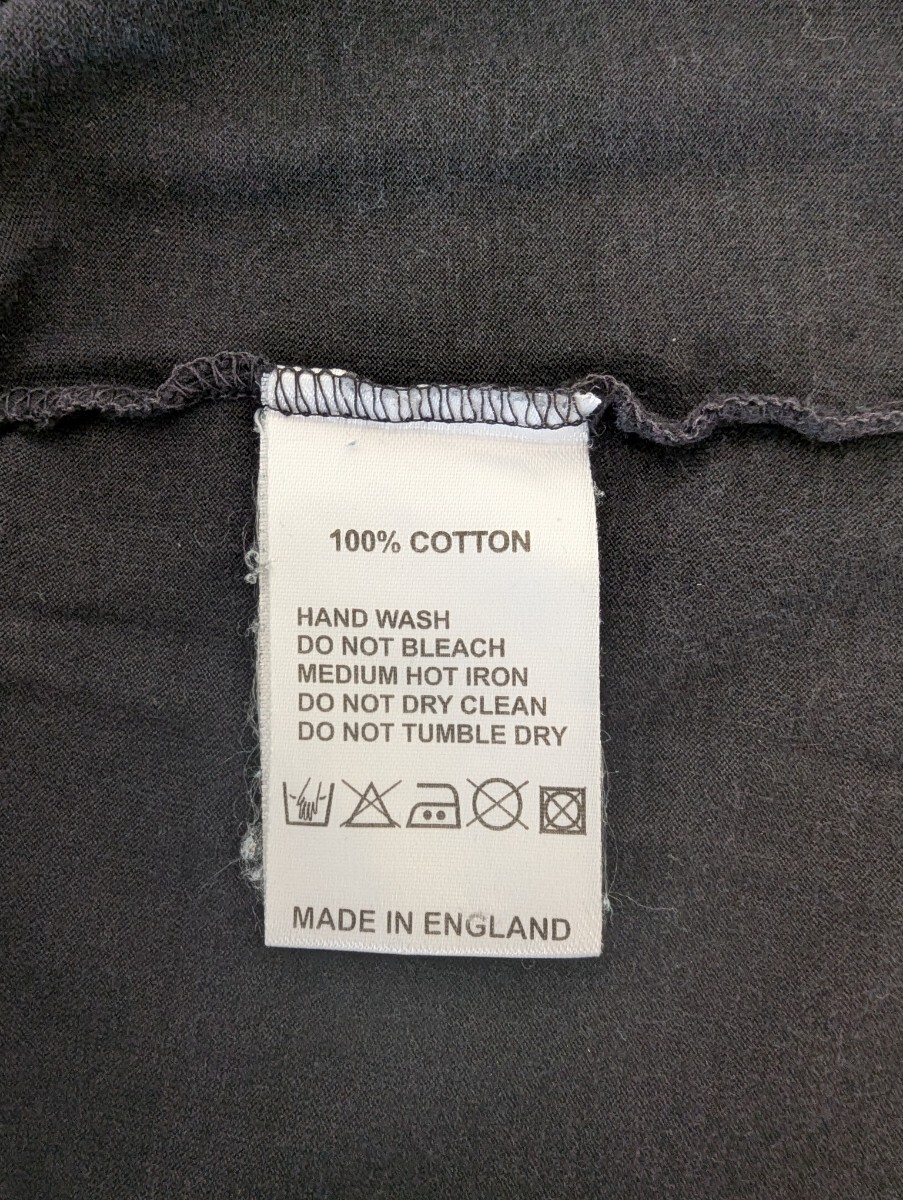 100% COTTON
HAND WASH
DO NOT BLEACH
MEDIUM HOT IRON
DO NOT DRY CLEAN
DO NOT TUMBLE DRY
MADE IN ENGLAND